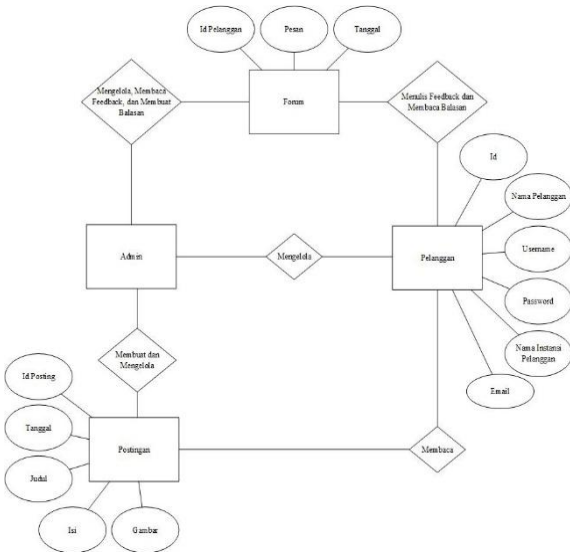 Id Pelanggan
Pesan
Tanggal
Mengelola, Membaca
Feedback, dan Membuat
Balasan
Forum
Menulis Feedback dan
Membaca Balasan
Id
Nama Pelanggan
Username
Admin
Mengelola
Pelanggan
Password
Nama Instansi
Pelanggan
Membuat dan
Mengelola
Id Posting
Email
Tanggal
Postingan
Membaca
Judul
Isi
Gambar